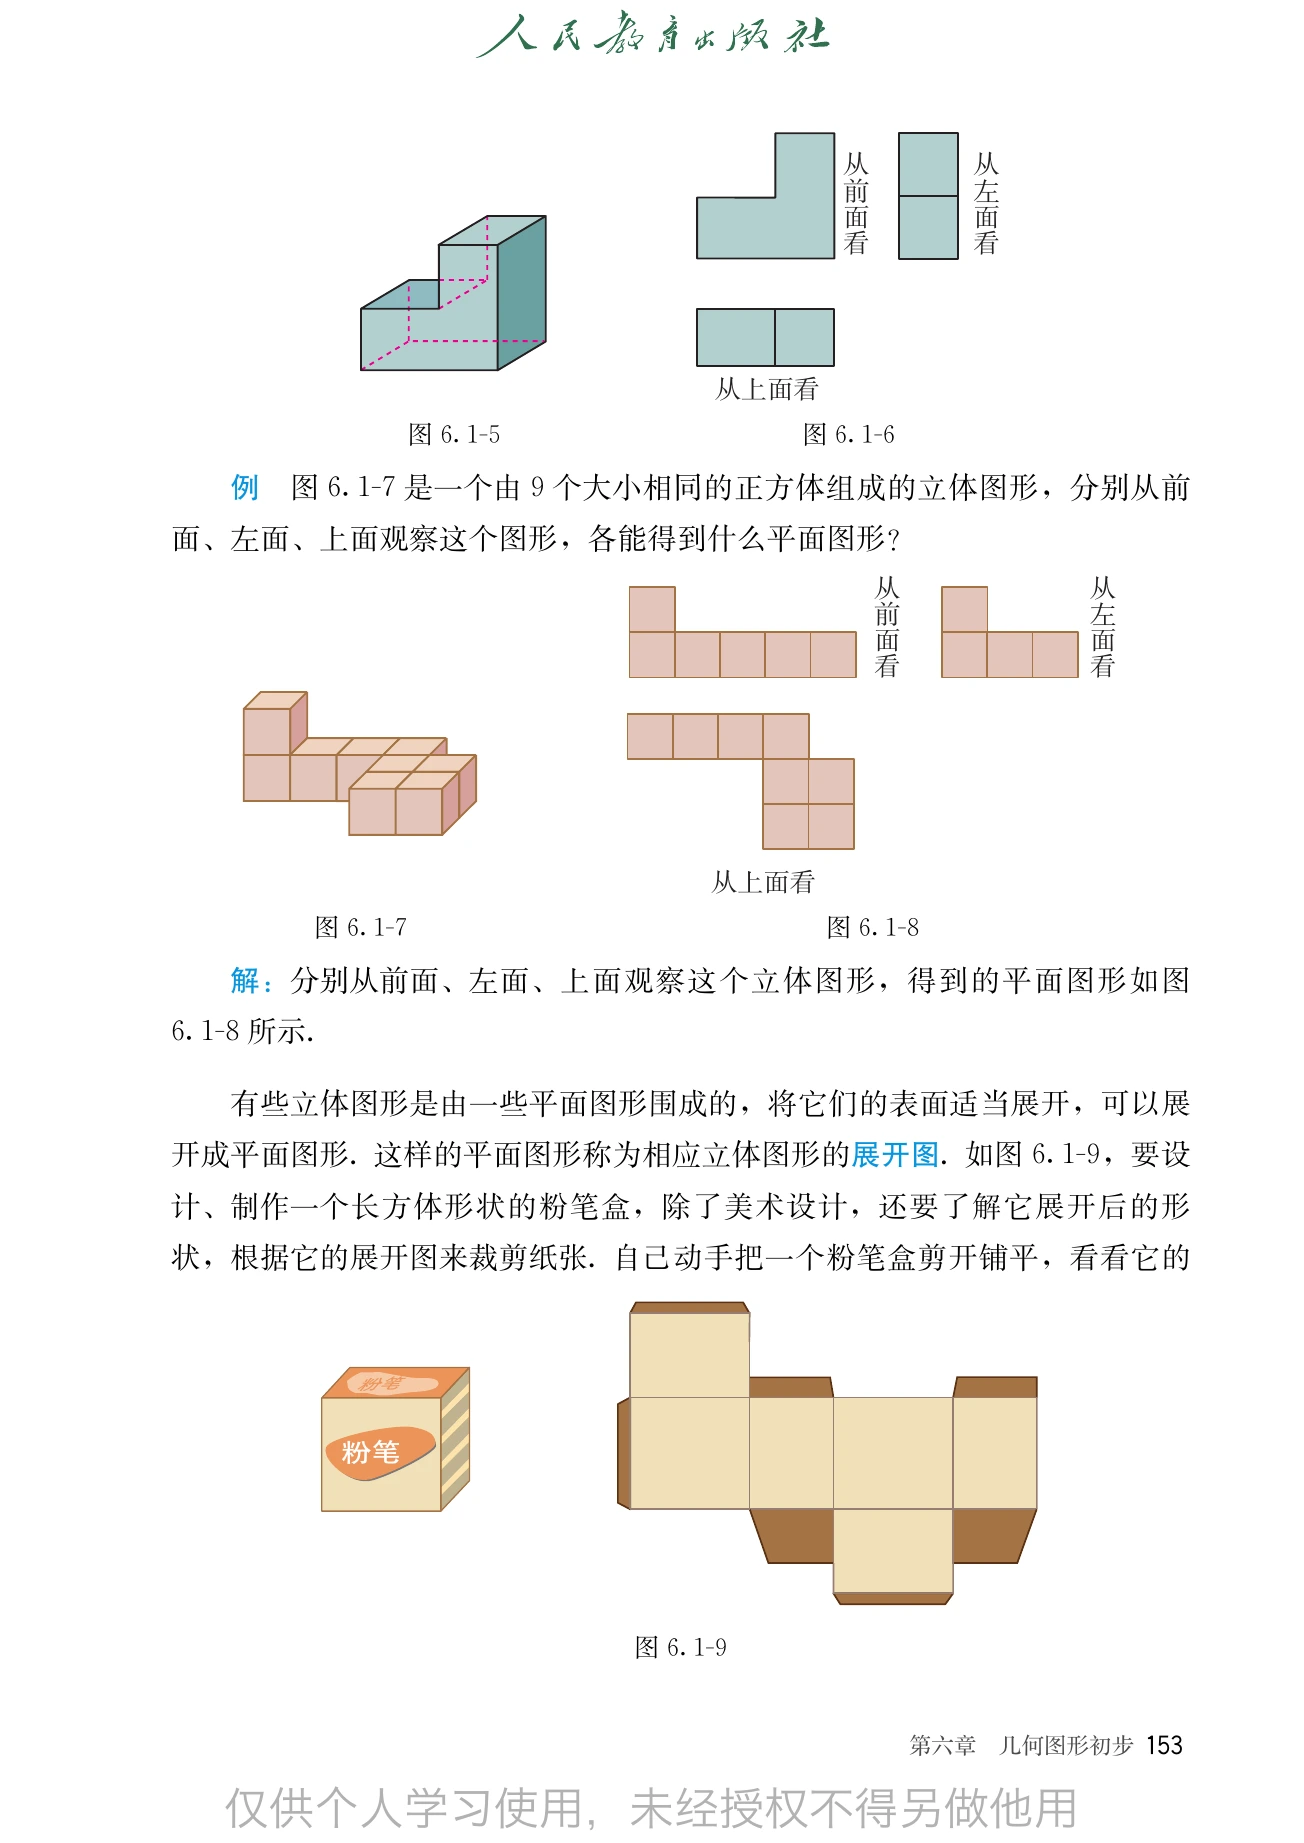 人民教育出版社
从前面看
从左面看
从上面看
图 6.1-5
图 6.1-6
例 图 6.1-7 是一个由 9 个大小相同的正方体组成的立体图形，分别从前
面、左面、上面观察这个图形，各能得到什么平面图形？
从前面看
从左面看
从上面看
图 6.1-7
图 6.1-8
解：分别从前面、左面、上面观察这个立体图形，得到的平面图形如图
6.1-8 所示.
有些立体图形是由一些平面图形围成的，将它们的表面适当展开，可以展
开成平面图形. 这样的平面图形称为相应立体图形的展开图. 如图 6.1-9，要设
计、制作一个长方体形状的粉笔盒，除了美术设计，还要了解它展开后的形
状，根据它的展开图来裁剪纸张. 自己动手把一个粉笔盒剪开铺平，看看它的
粉笔
粉笔
图 6.1-9
第六章 几何图形初步 153
仅供个人学习使用，未经授权不得另做他用